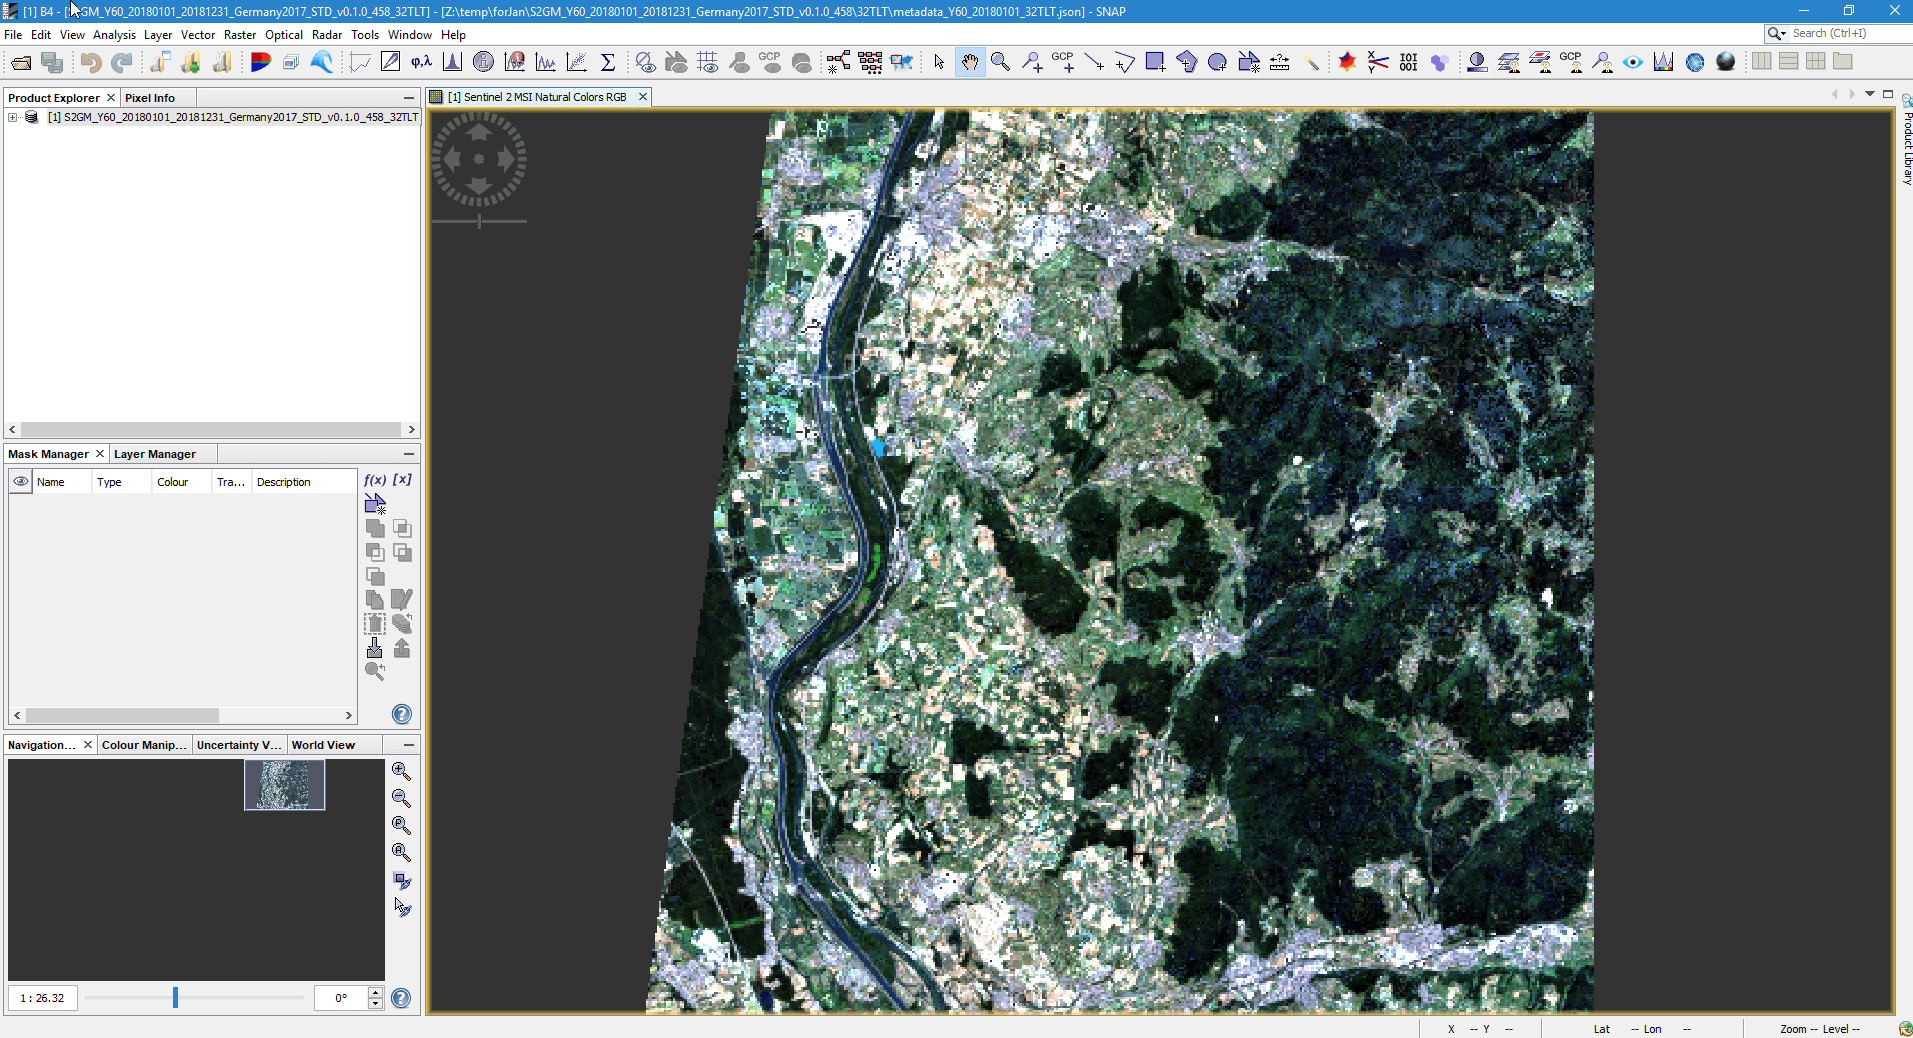 [1] B4 - [S2GM_Y60_20180101_20181231_Germany2017_STD_v0.1.0_458_32TLT] - [Z:\temp\forJan\S2GM_Y60_20180101_20181231_Germany2017_STD_v0.1.0_458\32TLT\metadata_Y60_20180101_32TLT.json] - SNAP
File Edit View Analysis Layer Vector Raster Optical Radar Tools Window Help
Search (Ctrl+I)
φ,λ Σ GCP GCP X Y IOI 001 GCP
Product Explorer Pixel Info
[1] Sentinel 2 MSI Natural Colors RGB
[1] S2GM_Y60_20180101_20181231_Germany2017_STD_v0.1.0_458_32TLT
Product Library
Mask Manager Layer Manager
Name Type Colour Tra... Description
f(x) [x]
Navigation... Colour Manip... Uncertainty V... World View
1 : 26.32
0°
X -- Y -- Lat -- Lon -- Zoom -- Level --